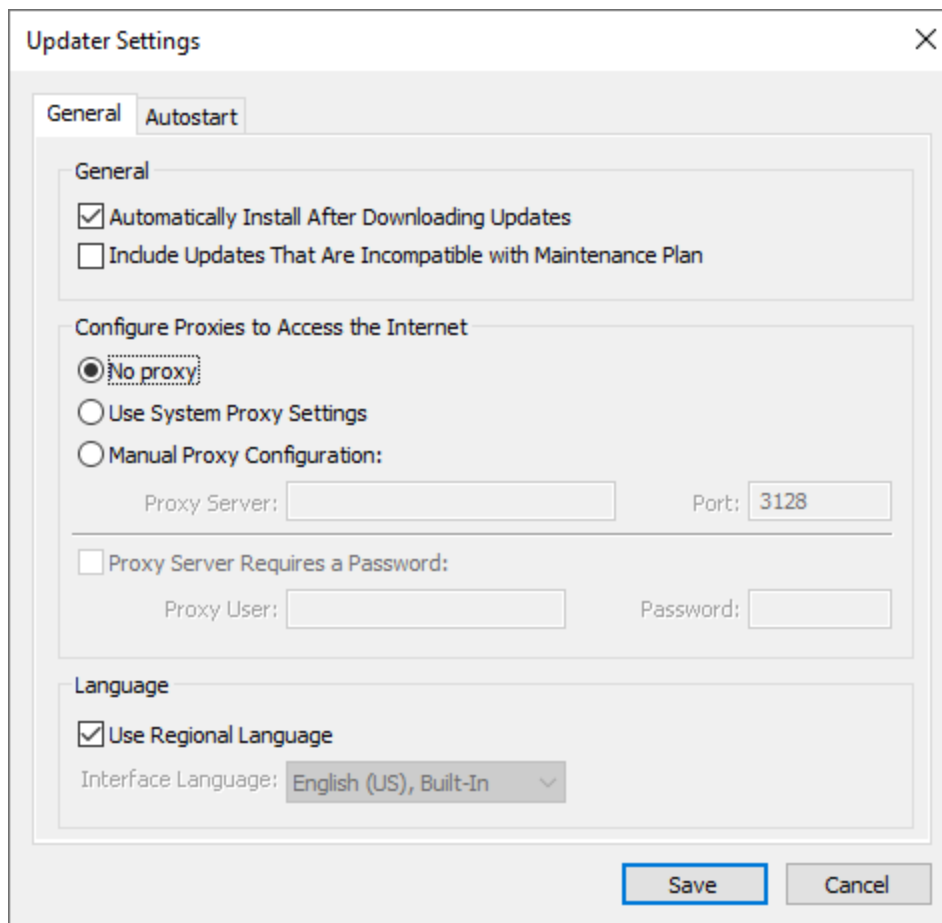 Updater Settings
General
Autostart
General
Automatically Install After Downloading Updates
Include Updates That Are Incompatible with Maintenance Plan
Configure Proxies to Access the Internet
No proxy
Use System Proxy Settings
Manual Proxy Configuration:
Proxy Server:
Port: 3128
Proxy Server Requires a Password:
Proxy User:
Password:
Language
Use Regional Language
Interface Language: English (US), Built-In
Save
Cancel